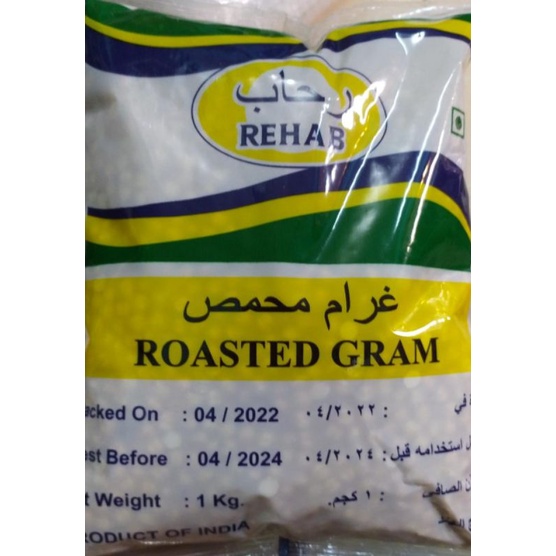 رحاب
REHAB
غرام محمص
ROASTED GRAM
acked On : 04 / 2022 ٠٤/٢٠٢٢ :
est Before : 04 / 2024 استخدامه قبل : ٠٤/٢٠٢٤
t Weight : 1 Kg. الصافي : ١ كجم.
RODUCT OF INDIA